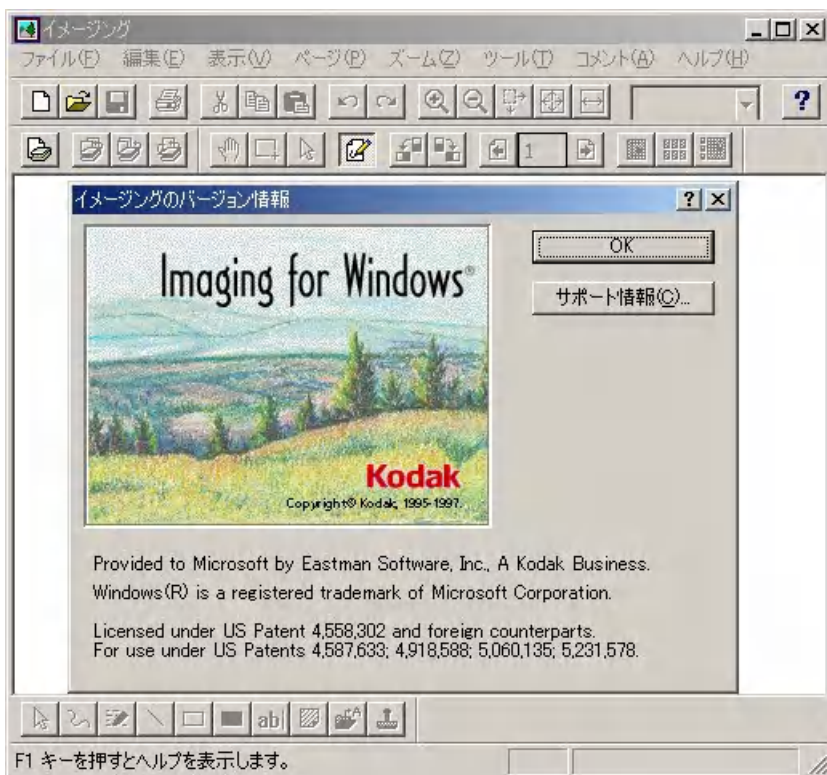 イメージング
ファイル(F) 編集(E) 表示(V) ページ(P) ズーム(Z) ツール(T) コメント(A) ヘルプ(H)
?
1
イメージングのバージョン情報
Imaging for Windows®
Kodak
Copyright© Kodak, 1995-1997.
OK
サポート情報(C)...
Provided to Microsoft by Eastman Software, Inc., A Kodak Business.
Windows(R) is a registered trademark of Microsoft Corporation.
Licensed under US Patent 4,558,302 and foreign counterparts.
For use under US Patents 4,587,633; 4,918,588; 5,060,135; 5,231,578.
ab|
A
F1 キーを押すとヘルプを表示します。